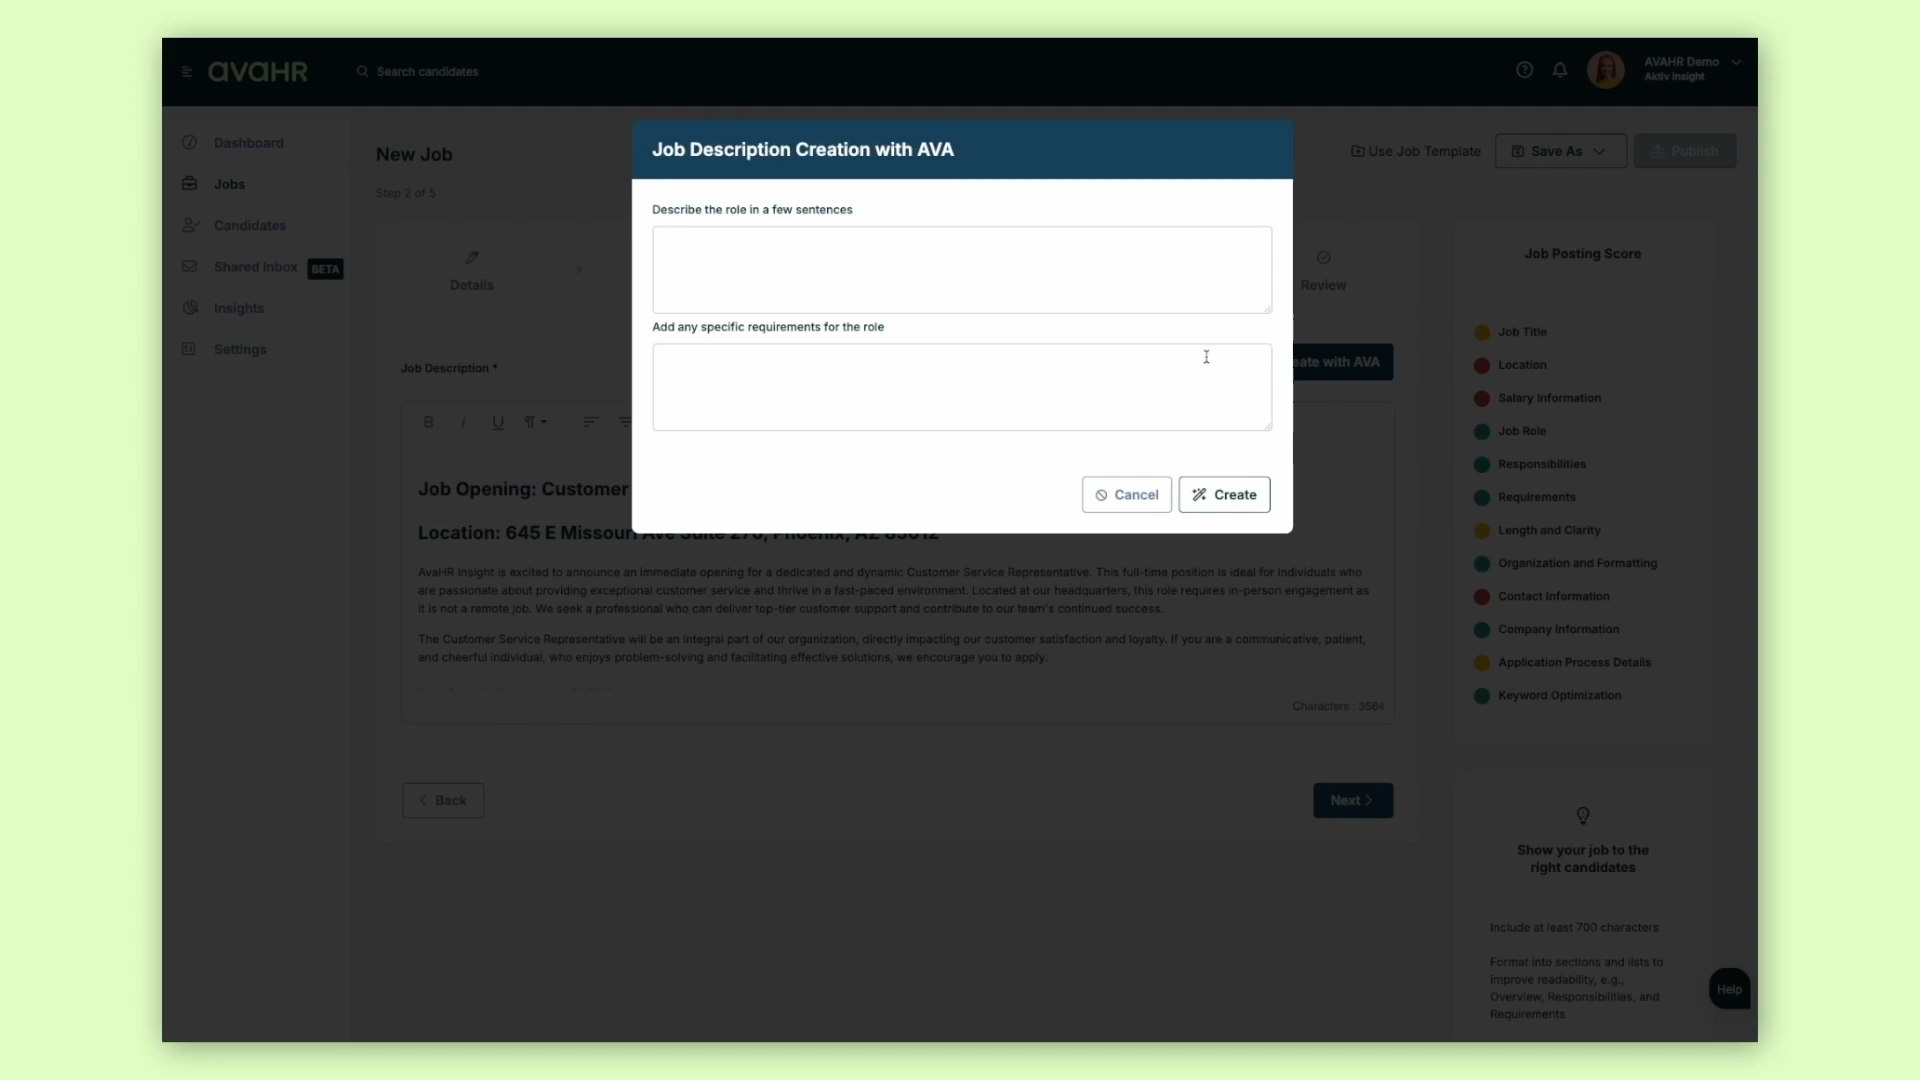 avaHR
Search candidates
AVAHR Demo
Aktiv Insight
Dashboard
Jobs
Candidates
Shared Inbox BETA
Insights
Settings
New Job
Step 2 of 5
Use Job Template
Save As
Publish
Job Description Creation with AVA
Describe the role in a few sentences
Add any specific requirements for the role
Cancel
Create
Details
Review
Job Description *
eate with AVA
B I U ¶
Job Opening: Customer
Location: 645 E Missouri Ave Suite 270, Phoenix, AZ 85012
AvaHR Insight is excited to announce an immediate opening for a dedicated and dynamic Customer Service Representative. This full-time position is ideal for individuals who
are passionate about providing exceptional customer service and thrive in a fast-paced environment. Located at our headquarters, this role requires in-person engagement as
it is not a remote job. We seek a professional who can deliver top-tier customer support and contribute to our team's continued success.
The Customer Service Representative will be an integral part of our organization, directly impacting our customer satisfaction and loyalty. If you are a communicative, patient,
and cheerful individual, who enjoys problem-solving and facilitating effective solutions, we encourage you to apply.
Characters : 3584
Back
Next
Job Posting Score
Job Title
Location
Salary Information
Job Role
Responsibilities
Requirements
Length and Clarity
Organization and Formatting
Contact Information
Company Information
Application Process Details
Keyword Optimization
Show your job to the
right candidates
Include at least 700 characters
Format into sections and lists to
improve readability, e.g.,
Overview, Responsibilities, and
Requirements
Help